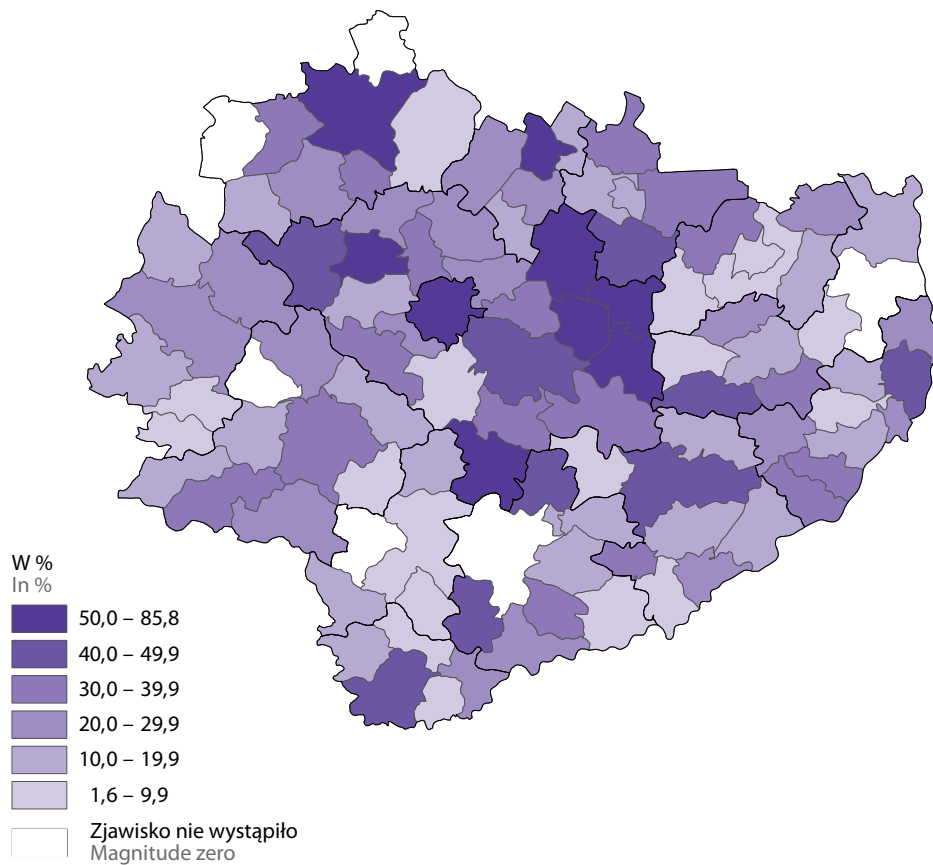 W %
In %
50,0 – 85,8
40,0 – 49,9
30,0 – 39,9
20,0 – 29,9
10,0 – 19,9
1,6 – 9,9
Zjawisko nie wystąpiło
Magnitude zero